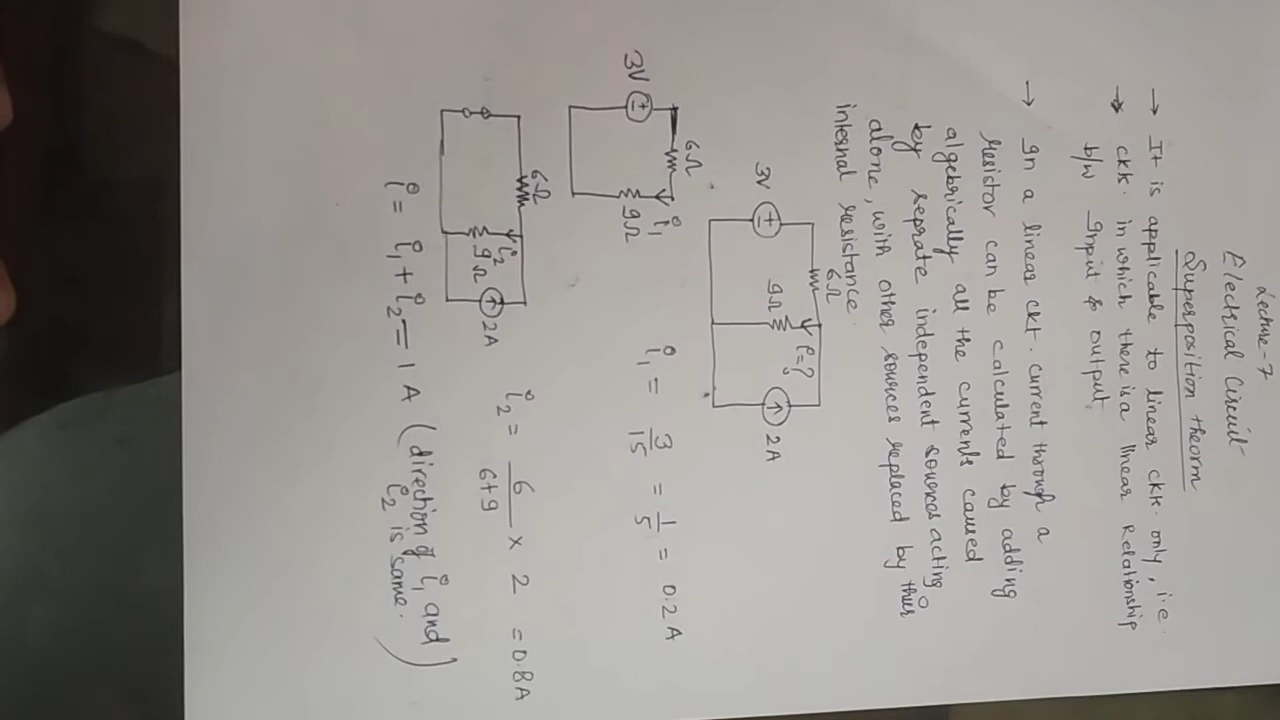 Lecture-7
Electrical Circuit
Superposition theorm
→ It is applicable to linear ckt. only, i.e.
→ ckt. in which there is a linear Relationship
b/w Input & output.
→ In a linear ckt. current through a
resistor can be calculated by adding
algebrically all the currents caused
by seprate independent sources acting
alone, with other sources replaced by their
internal resistance.
6Ω
3V
9Ω
i=?
2A
6Ω
3V
i₁
9Ω
i₁ = 3/15 = 1/5 = 0.2A
6Ω
i₂
9Ω
2A
i₂ = 6/6+9 × 2 = 0.8A
i = i₁ + i₂ = 1 A (direction of i₁ and
i₂ is same.)